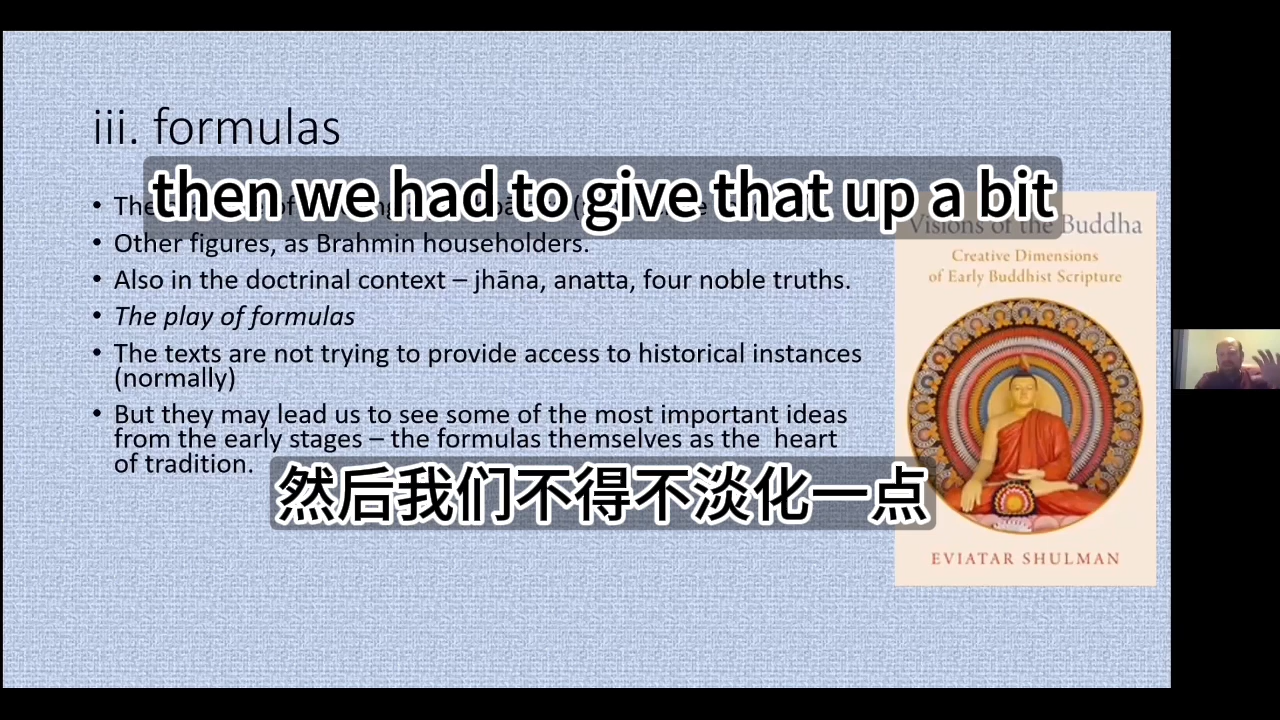 iii. formulas
then we had to give that up a bit
• The
• Other figures, as Brahmin householders.
• Also in the doctrinal context – jhāna, anatta, four noble truths.
• The play of formulas
• The texts are not trying to provide access to historical instances
(normally)
• But they may lead us to see some of the most important ideas
from the early stages – the formulas themselves as the heart
of tradition.
然后我们不得不淡化一点
Visions of the Buddha
Creative Dimensions
of Early Buddhist Scripture
EVIATAR SHULMAN